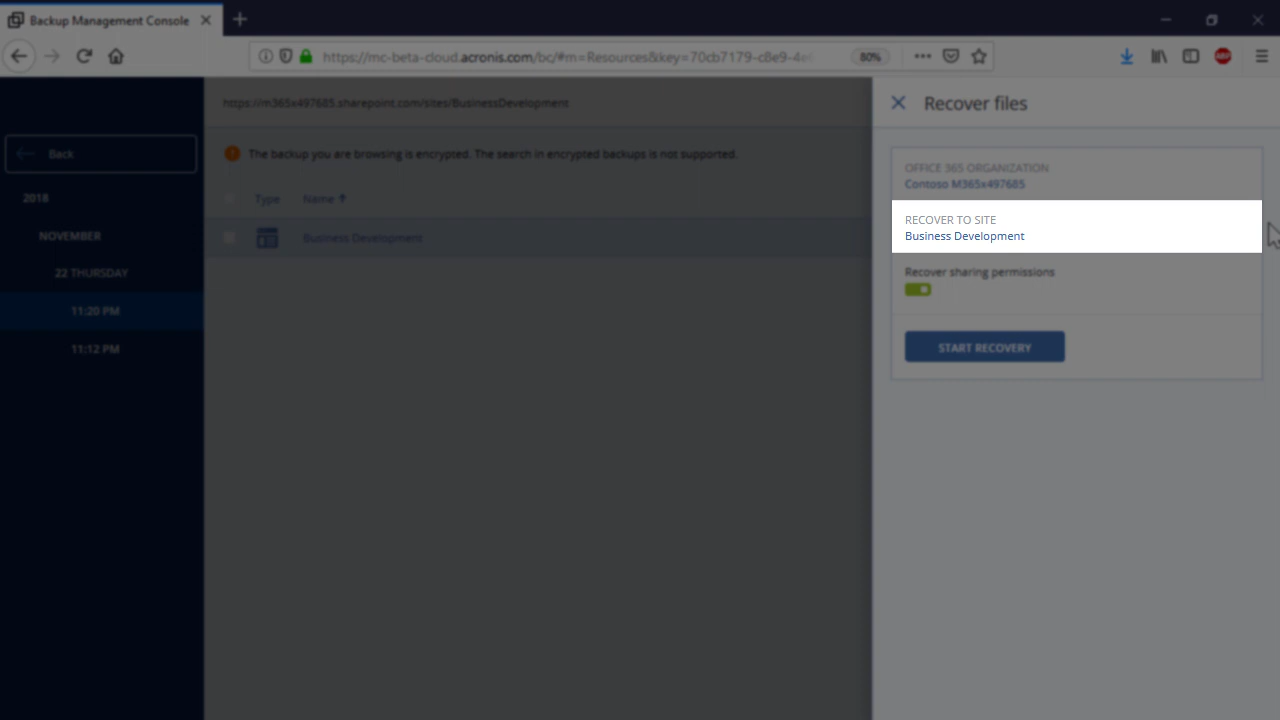 Backup Management Console
https://mc-beta-cloud.acronis.com/bc/#m=Resources&key=70cb7179-c8e9-4
80%
ABP
https://m365x497685.sharepoint.com/sites/BusinessDevelopment
Back
2018
NOVEMBER
22 THURSDAY
11:20 PM
11:12 PM
The backup you are browsing is encrypted. The search in encrypted backups is not supported.
Type Name
Business Development
Recover files
OFFICE 365 ORGANIZATION
Contoso M365x497685
RECOVER TO SITE
Business Development
Recover sharing permissions
START RECOVERY